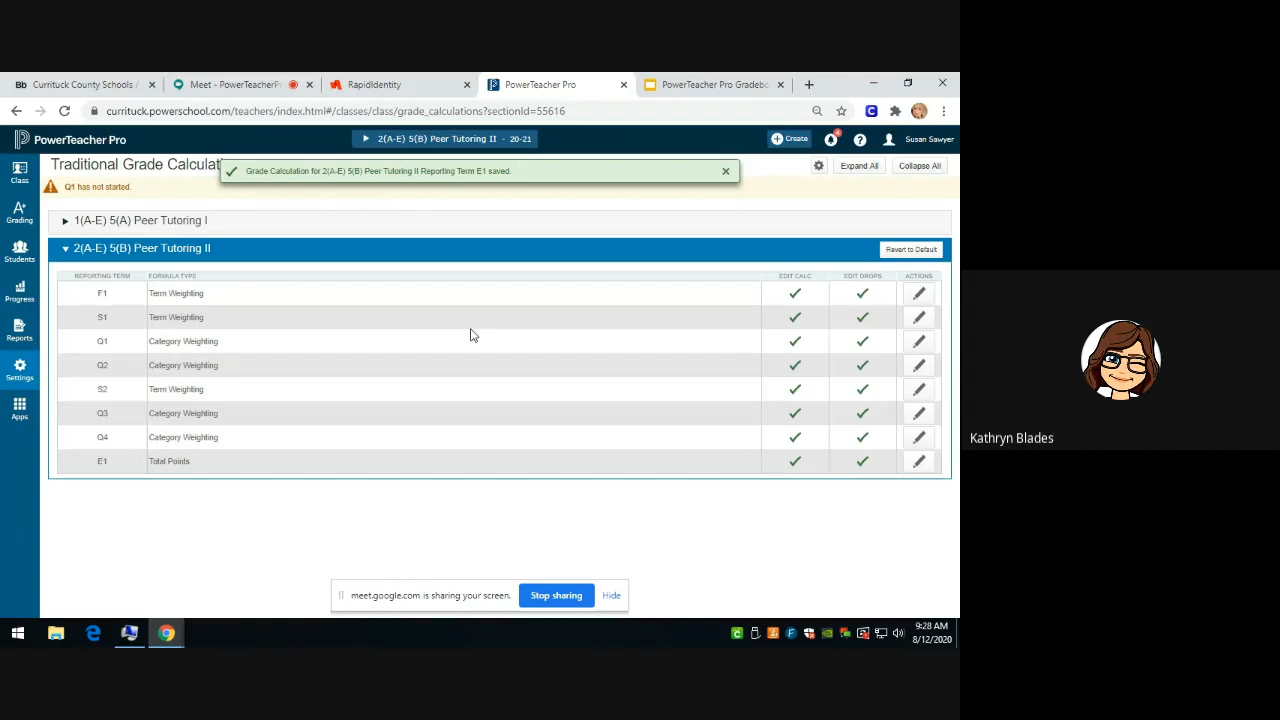 Bb Currituck County Schools /
Meet - PowerTeacherP
RapidIdentity
PowerTeacher Pro
PowerTeacher Pro Gradeb
currituck.powerschool.com/teachers/index.html#/classes/class/grade_calculations?sectionId=55616
PowerTeacher Pro
2(A-E) 5(B) Peer Tutoring II - 20-21
Create
4
Susan Sawyer
Class
Grading
Students
Progress
Reports
Settings
Apps
Traditional Grade Calculat
Grade Calculation for 2(A-E) 5(B) Peer Tutoring II Reporting Term E1 saved.
Expand All
Collapse All
Q1 has not started.
1(A-E) 5(A) Peer Tutoring I
2(A-E) 5(B) Peer Tutoring II
Revert to Default
REPORTING TERM FORMULA TYPE EDIT CALC EDIT DROPS ACTIONS
F1 Term Weighting
S1 Term Weighting
Q1 Category Weighting
Q2 Category Weighting
S2 Term Weighting
Q3 Category Weighting
Q4 Category Weighting
E1 Total Points
meet.google.com is sharing your screen.
Stop sharing
Hide
9:28 AM
8/12/2020
Kathryn Blades